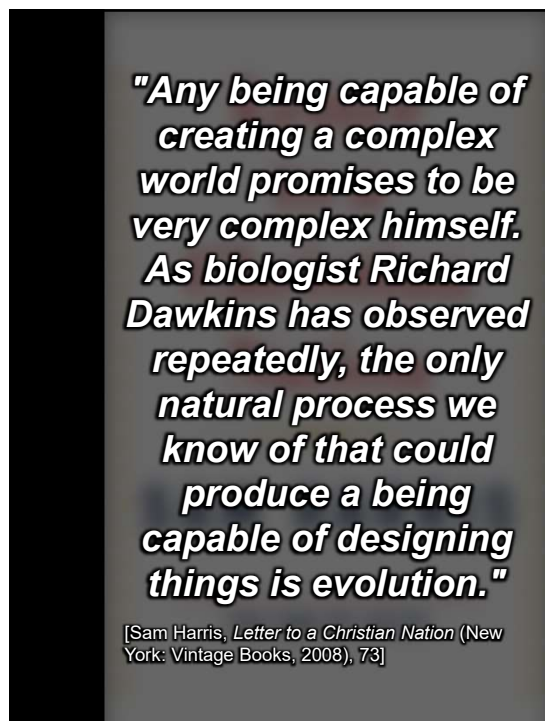 "Any being capable of
creating a complex
world promises to be
very complex himself.
As biologist Richard
Dawkins has observed
repeatedly, the only
natural process we
know of that could
produce a being
capable of designing
things is evolution."
[Sam Harris, Letter to a Christian Nation (New
York: Vintage Books, 2008), 73]